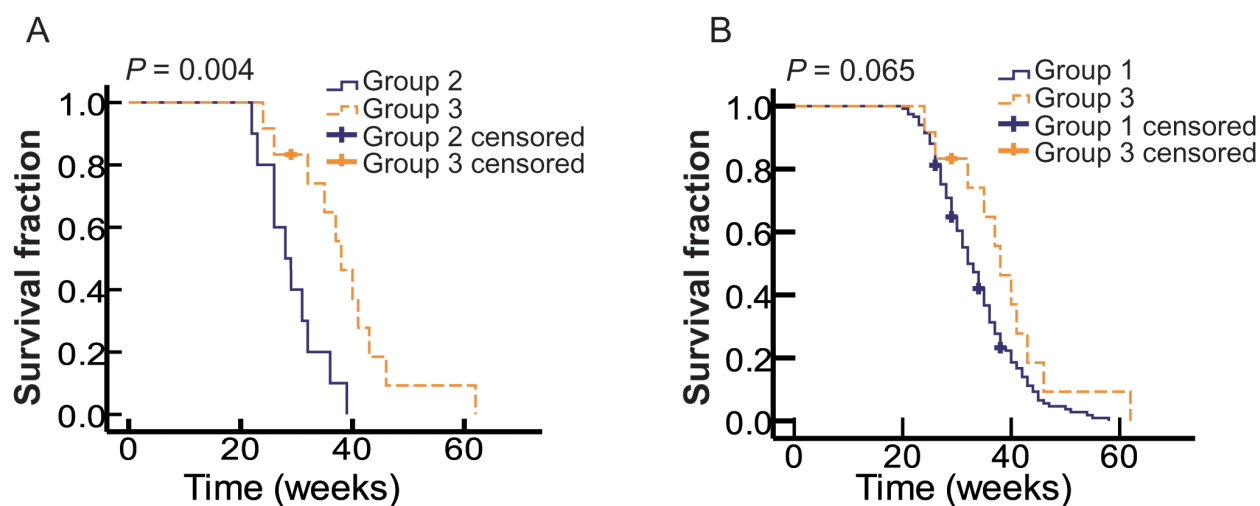 A
P = 0.004
Group 2
Group 3
Group 2 censored
Group 3 censored
Survival fraction
1.0
0.8
0.6
0.4
0.2
0.0
0 20 40 60
Time (weeks)
B
P = 0.065
Group 1
Group 3
Group 1 censored
Group 3 censored
Survival fraction
1.0
0.8
0.6
0.4
0.2
0.0
0 20 40 60
Time (weeks)